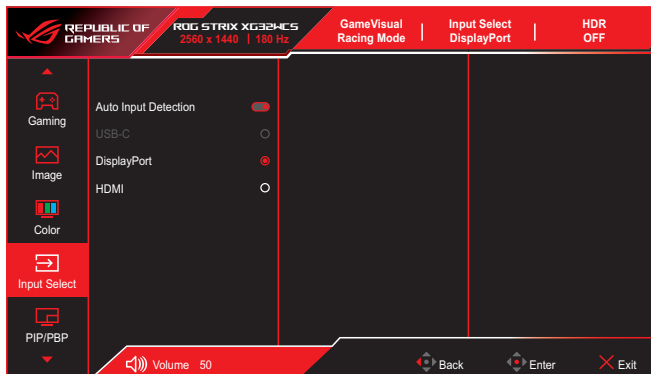 REPUBLIC OF
GAMERS
ROG STRIX XG32WCS
2560 x 1440 | 180 Hz
GameVisual
Racing Mode
Input Select
DisplayPort
HDR
OFF
Gaming
Image
Color
Input Select
PIP/PBP
Auto Input Detection
USB-C
DisplayPort
HDMI
Volume 50
Back
Enter
Exit